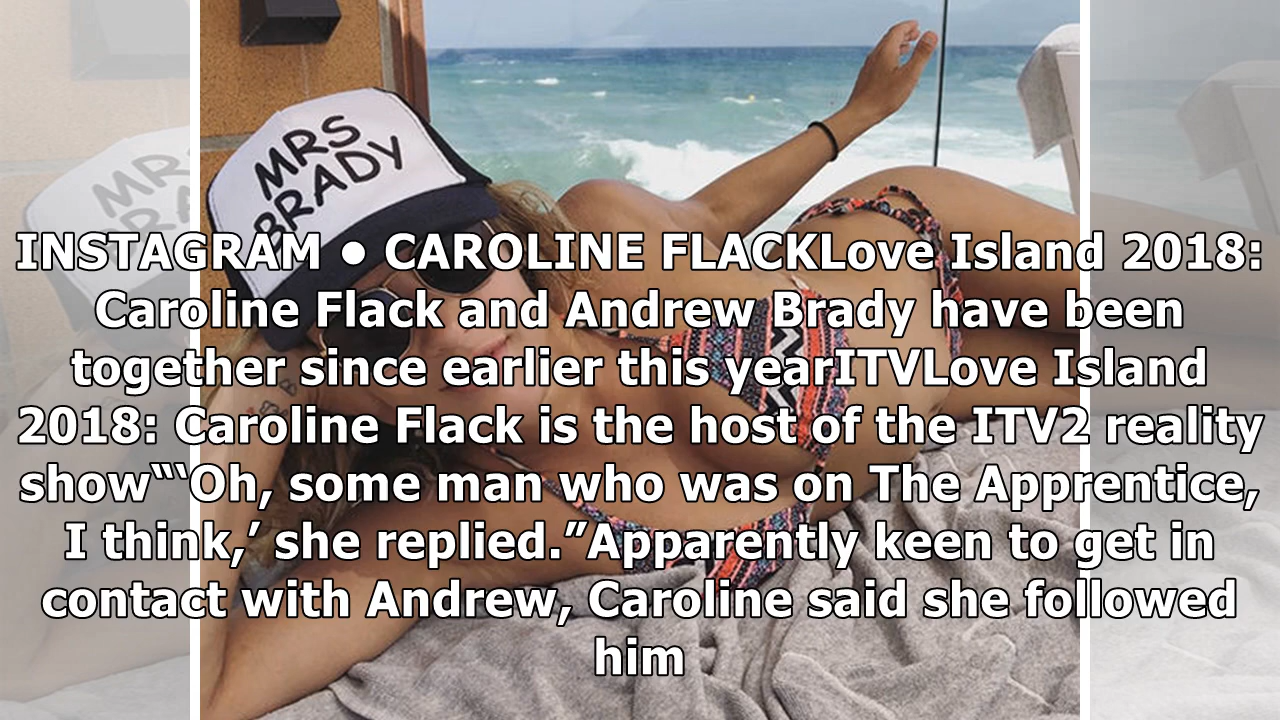 MRS
BRADY
INSTAGRAM • CAROLINE FLACKLove Island 2018:
Caroline Flack and Andrew Brady have been
together since earlier this yearITVLove Island
2018: Caroline Flack is the host of the ITV2 reality
show“‘“Oh, some man who was on The Apprentice,
I think,’ she replied.”Apparently keen to get in
contact with Andrew, Caroline said she followed
him